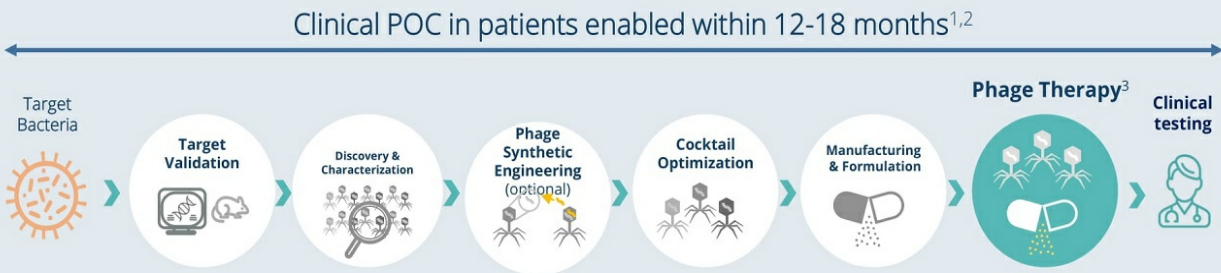 Clinical POC in patients enabled within 12-18 months1,2
Target
Bacteria
Target
Validation
Discovery &
Characterization
Phage
Synthetic
Engineering
(optional)
Cocktail
Optimization
Manufacturing
& Formulation
Phage Therapy3
Clinical
testing